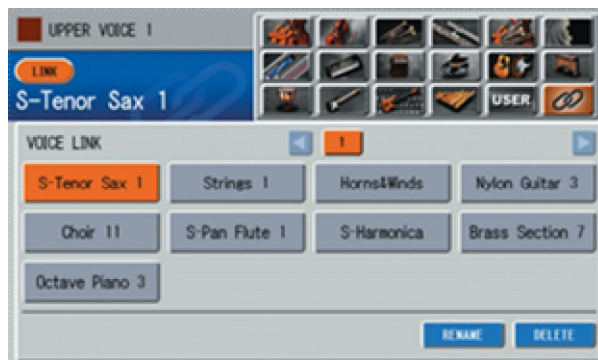 UPPER VOICE 1
LINK
S-Tenor Sax 1
USER
VOICE LINK
1
S-Tenor Sax 1 Strings 1 Horns&Winds Nylon Guitar 3
Choir 11 S-Pan Flute 1 S-Harmonica Brass Section 7
Octave Piano 3
RENAME DELETE